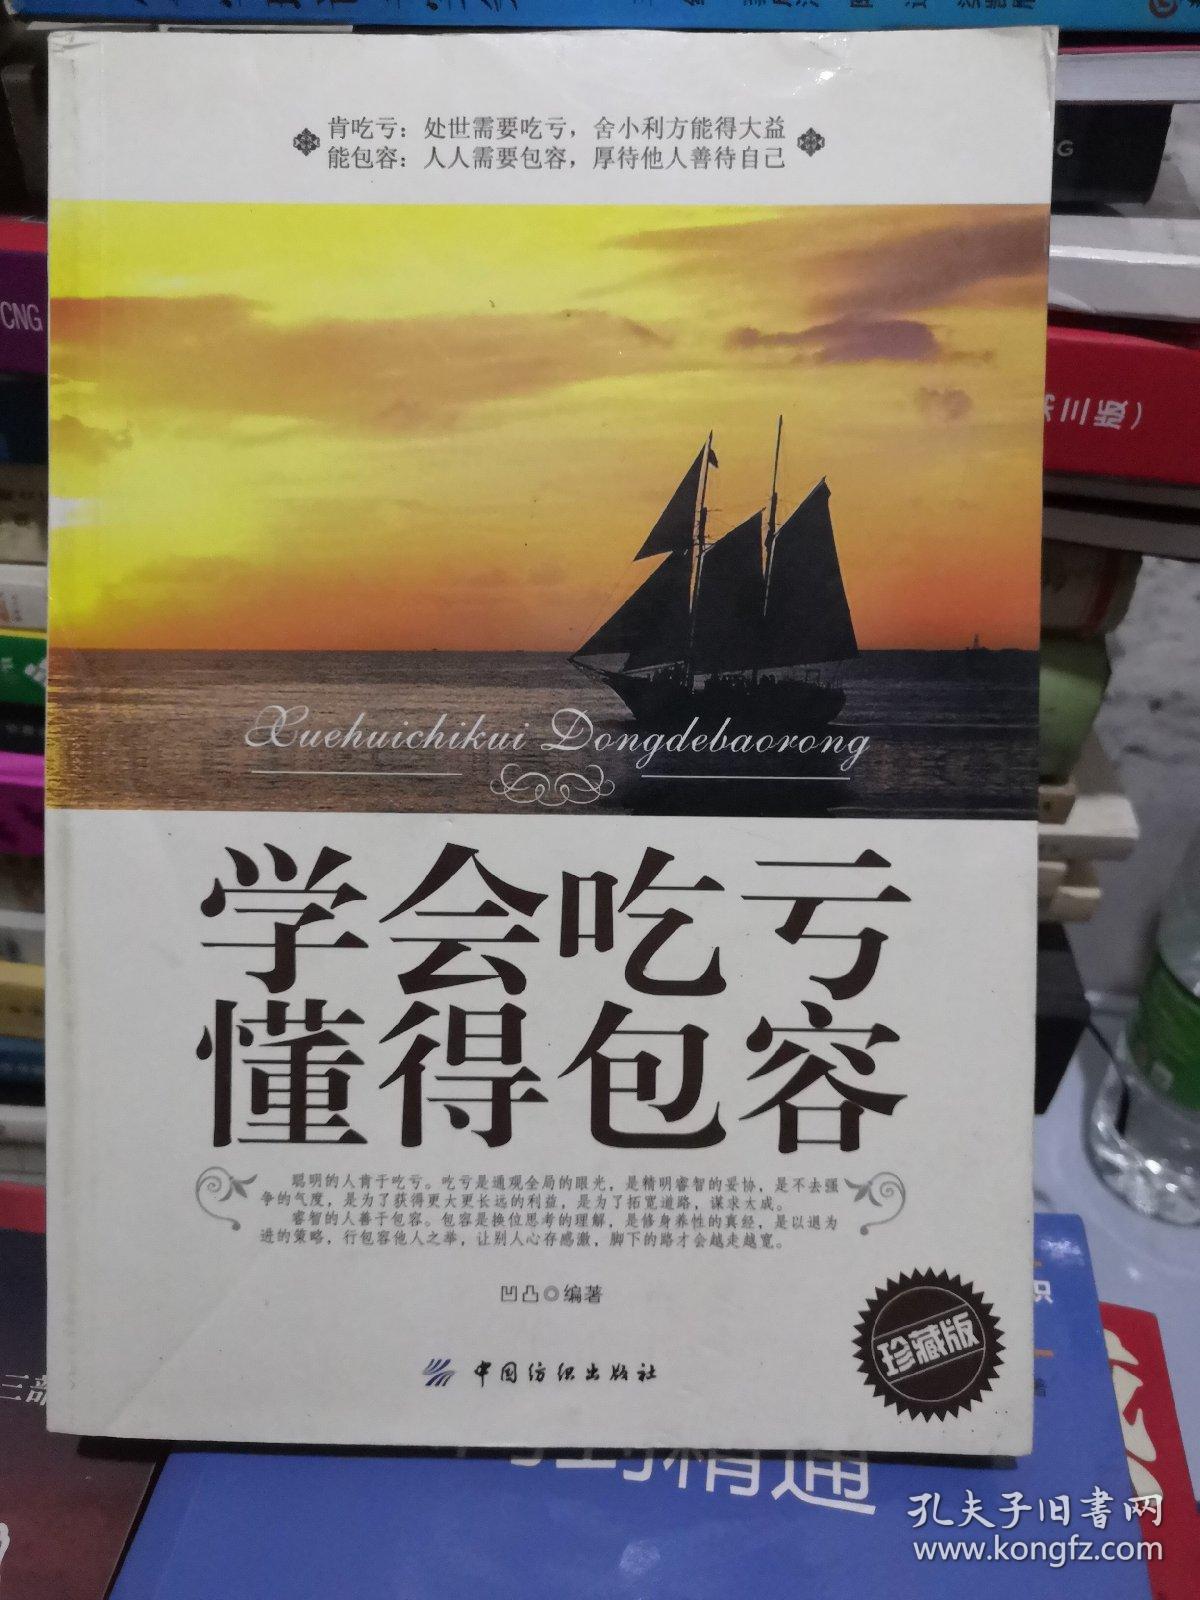 肯吃亏：处世需要吃亏，舍小利方能得大益
能包容：人人需要包容，厚待他人善待自己
Xuehuichikui Dongdebaorong
学会吃亏
懂得包容
聪明的人肯于吃亏。吃亏是通观全局的眼光，是精明睿智的妥协，是不去强
争的气度，是为了获得更大更长远的利益，是为了拓宽道路，谋求大成。
睿智的人善于包容。包容是换位思考的理解，是修身养性的真经，是以退为
进的策略，行包容他人之举，让别人心存感激，脚下的路才会越走越宽。
凹凸◎编著
珍藏版
中国纺织出版社
CNG
三版）
精通
孔夫子旧书网
www.kongfz.com